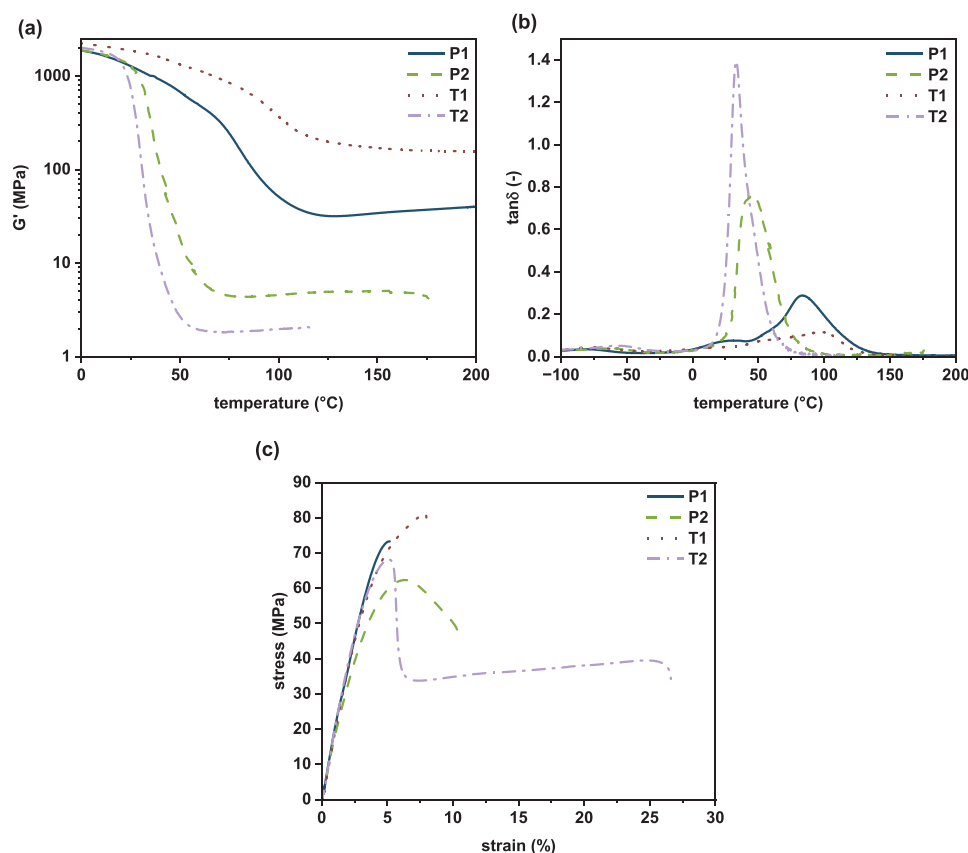 (a)
P1
P2
T1
T2
1000
100
10
1
G' (MPa)
0
50
100
150
200
temperature (°C)
(b)
P1
P2
T1
T2
1.4
1.2
1.0
0.8
0.6
0.4
0.2
0.0
tanδ (-)
−100
−50
0
50
100
150
200
temperature (°C)
(c)
P1
P2
T1
T2
90
80
70
60
50
40
30
20
10
0
stress (MPa)
0
5
10
15
20
25
30
strain (%)